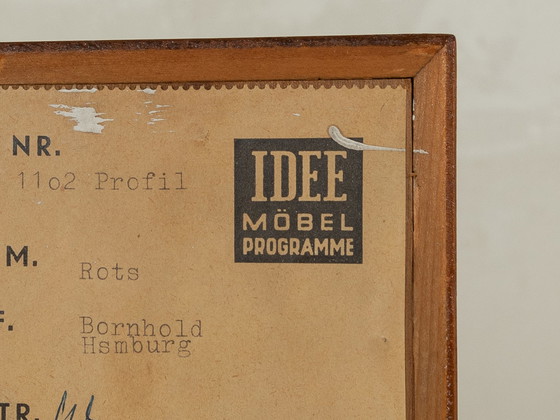 NR.
11o2 Profil
IDEE
MÖBEL
PROGRAMME
M.
Rots
F.
Bornhold
Hsmburg
TR.